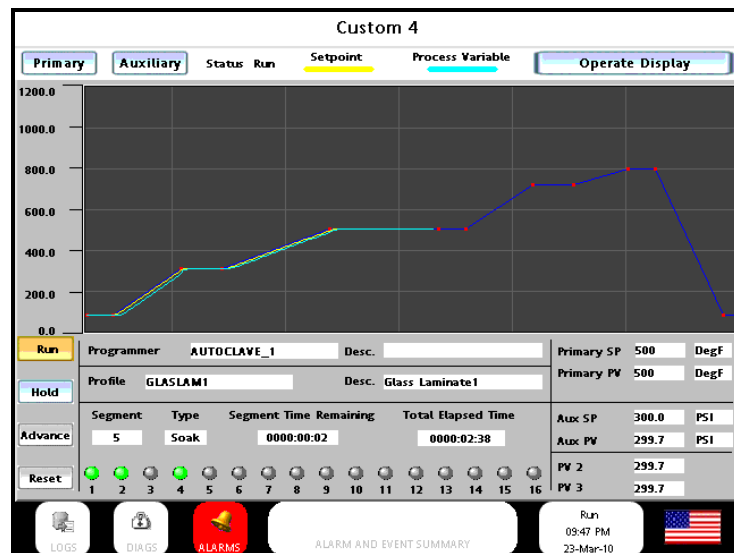 Custom 4
Primary Auxiliary Status Run Setpoint Process Variable Operate Display
1200.0
1000.0
800.0
600.0
400.0
200.0
0.0
Run Programmer AUTOCLAVE_1 Desc. Primary SP 500 DegF
Primary PV 500 DegF
Hold Profile GLASLAM1 Desc. Glass Laminate1
Segment Type Segment Time Remaining Total Elapsed Time Aux SP 300.0 PSI
Advance 5 Soak 0000:00:02 0000:02:38 Aux PV 299.7 PSI
PV 2 299.7
Reset 1 2 3 4 5 6 7 8 9 10 11 12 13 14 15 16 PV 3 299.7
LOGS DIAGS ALARMS ALARM AND EVENT SUMMARY Run
09:47 PM
23-Mar-10